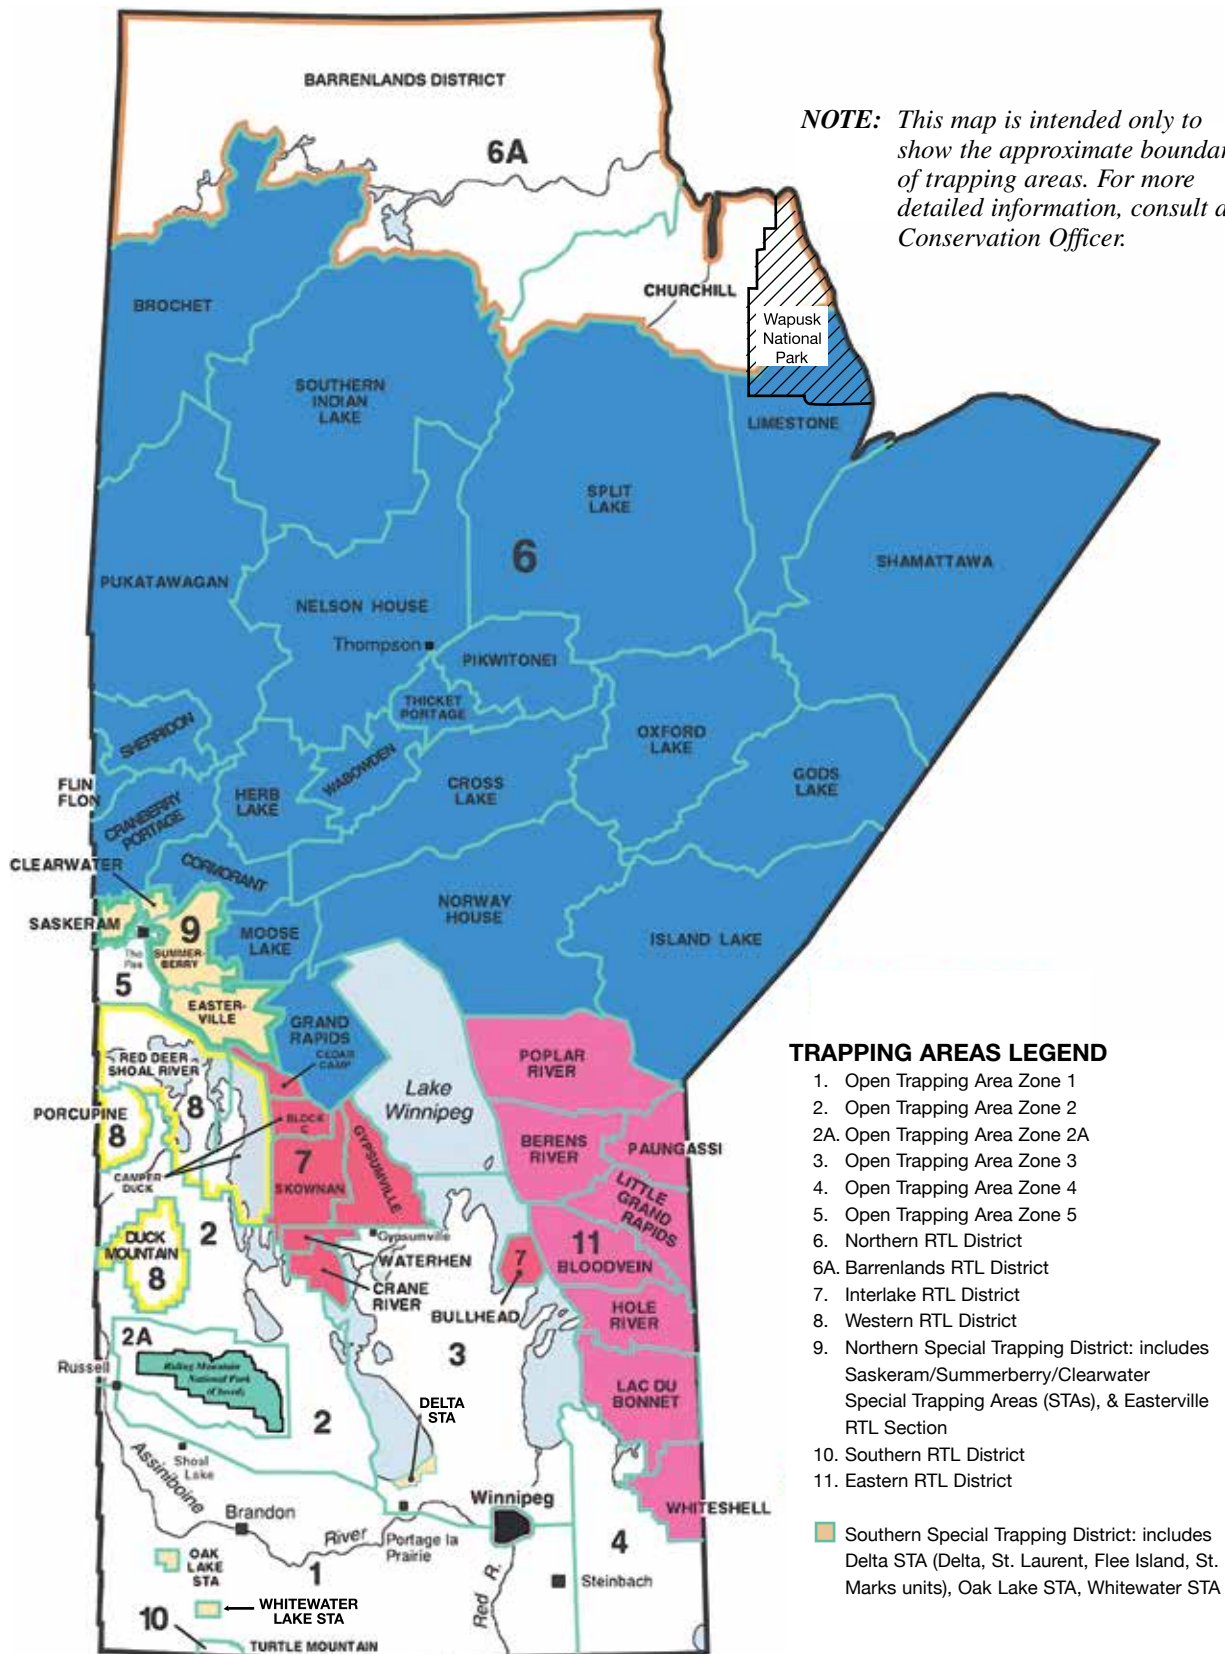 BARRENLANDS DISTRICT
6A
NOTE: This map is intended only to
show the approximate boundar
of trapping areas. For more
detailed information, consult a
Conservation Officer.
CHURCHILL
Wapusk
National
Park
BROCHET
SOUTHERN
INDIAN
LAKE
LIMESTONE
SPLIT
LAKE
6
SHAMATTAWA
PUKATAWAGAN
NELSON HOUSE
Thompson
PIKWITONEI
THICKET
PORTAGE
SHERRIDON
OXFORD
LAKE
WABOWDEN
GODS
LAKE
FLIN
FLON
HERB
LAKE
CROSS
LAKE
CRANBERRY
PORTAGE
CLEARWATER
CORMORANT
NORWAY
HOUSE
SASKERAM
9
MOOSE
LAKE
ISLAND LAKE
The
Pas
SUMMER-
BERRY
5
EASTER-
VILLE
GRAND
RAPIDS
CEDAR
CAMP
RED DEER
SHOAL RIVER
POPLAR
RIVER
Lake
Winnipeg
PORCUPINE
8
8
BLOCK
C
GYPSUMVILLE
BERENS
RIVER
PAUNGASSI
CAMPER
DUCK
7
SKOWNAN
LITTLE
GRAND
RAPIDS
DUCK
MOUNTAIN
8
2
Gypsumville
WATERHEN
CRANE
RIVER
7
BULLHEAD
11
BLOODVEIN
HOLE
RIVER
2A
3
Russell
Riding Mountain
National Park
(Closed)
LAC DU
BONNET
2
DELTA
STA
Shoal
Lake
Assiniboine
River
Brandon
Portage la
Prairie
Winnipeg
WHITESHELL
4
OAK
LAKE
STA
1
Red R.
Steinbach
WHITEWATER
LAKE STA
10
TURTLE MOUNTAIN
TRAPPING AREAS LEGEND
1. Open Trapping Area Zone 1
2. Open Trapping Area Zone 2
2A. Open Trapping Area Zone 2A
3. Open Trapping Area Zone 3
4. Open Trapping Area Zone 4
5. Open Trapping Area Zone 5
6. Northern RTL District
6A. Barrenlands RTL District
7. Interlake RTL District
8. Western RTL District
9. Northern Special Trapping District: includes
Saskeram/Summerberry/Clearwater
Special Trapping Areas (STAs), & Easterville
RTL Section
10. Southern RTL District
11. Eastern RTL District
Southern Special Trapping District: includes
Delta STA (Delta, St. Laurent, Flee Island, St.
Marks units), Oak Lake STA, Whitewater STA